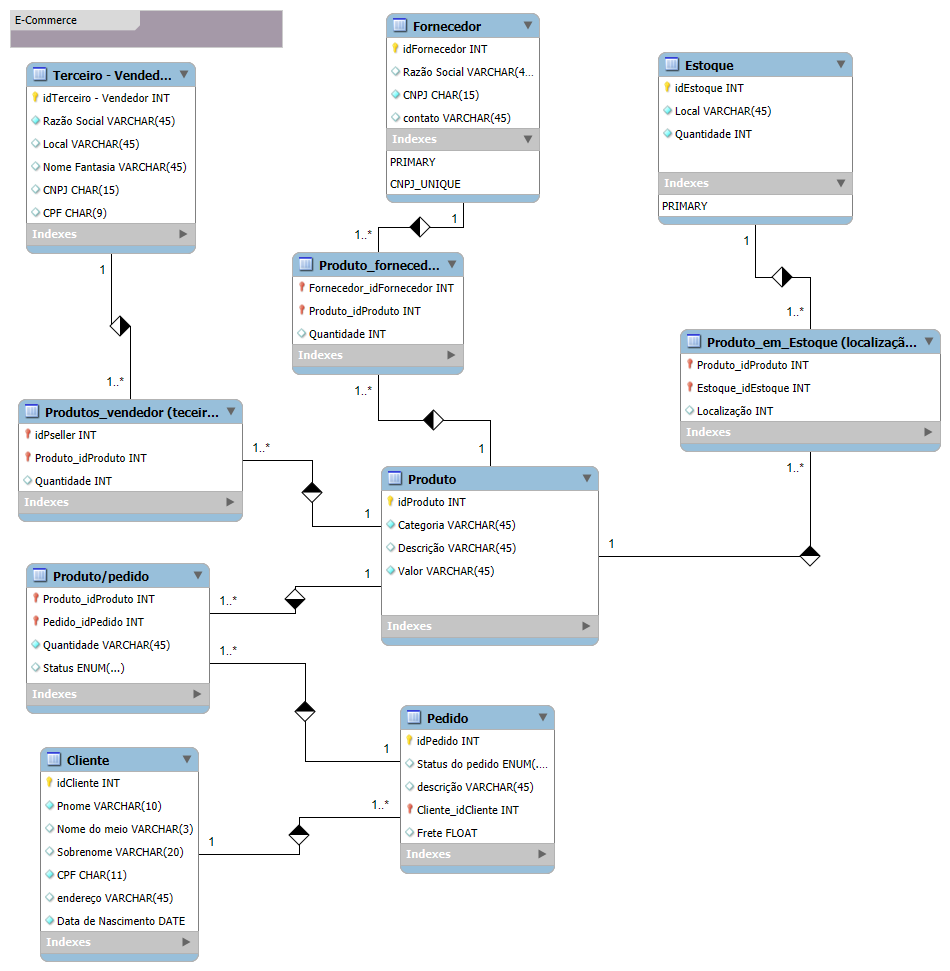 E-Commerce
Fornecedor
idFornecedor INT
Razão Social VARCHAR(4...
CNPJ CHAR(15)
contato VARCHAR(45)
Indexes
PRIMARY
CNPJ_UNIQUE
Estoque
idEstoque INT
Local VARCHAR(45)
Quantidade INT
Indexes
PRIMARY
Terceiro - Vended...
idTerceiro - Vendedor INT
Razão Social VARCHAR(45)
Local VARCHAR(45)
Nome Fantasia VARCHAR(45)
CNPJ CHAR(15)
CPF CHAR(9)
Indexes
1
1..*
1
1..*
1
1..*
Produto_forneced...
Fornecedor_idFornecedor INT
Produto_idProduto INT
Quantidade INT
Indexes
1..*
1
Produto_em_Estoque (localizaçã...
Produto_idProduto INT
Estoque_idEstoque INT
Localização INT
Indexes
1..*
1
Produtos_vendedor (teceir...
idPseller INT
Produto_idProduto INT
Quantidade INT
Indexes
1..*
1
Produto
idProduto INT
Categoria VARCHAR(45)
Descrição VARCHAR(45)
Valor VARCHAR(45)
Indexes
Produto/pedido
Produto_idProduto INT
Pedido_idPedido INT
Quantidade VARCHAR(45)
Status ENUM(...)
Indexes
1
1..*
1..*
1
Pedido
idPedido INT
Status do pedido ENUM(....
descrição VARCHAR(45)
Cliente_idCliente INT
Frete FLOAT
Indexes
1..*
1
Cliente
idCliente INT
Pnome VARCHAR(10)
Nome do meio VARCHAR(3)
Sobrenome VARCHAR(20)
CPF CHAR(11)
endereço VARCHAR(45)
Data de Nascimento DATE
Indexes